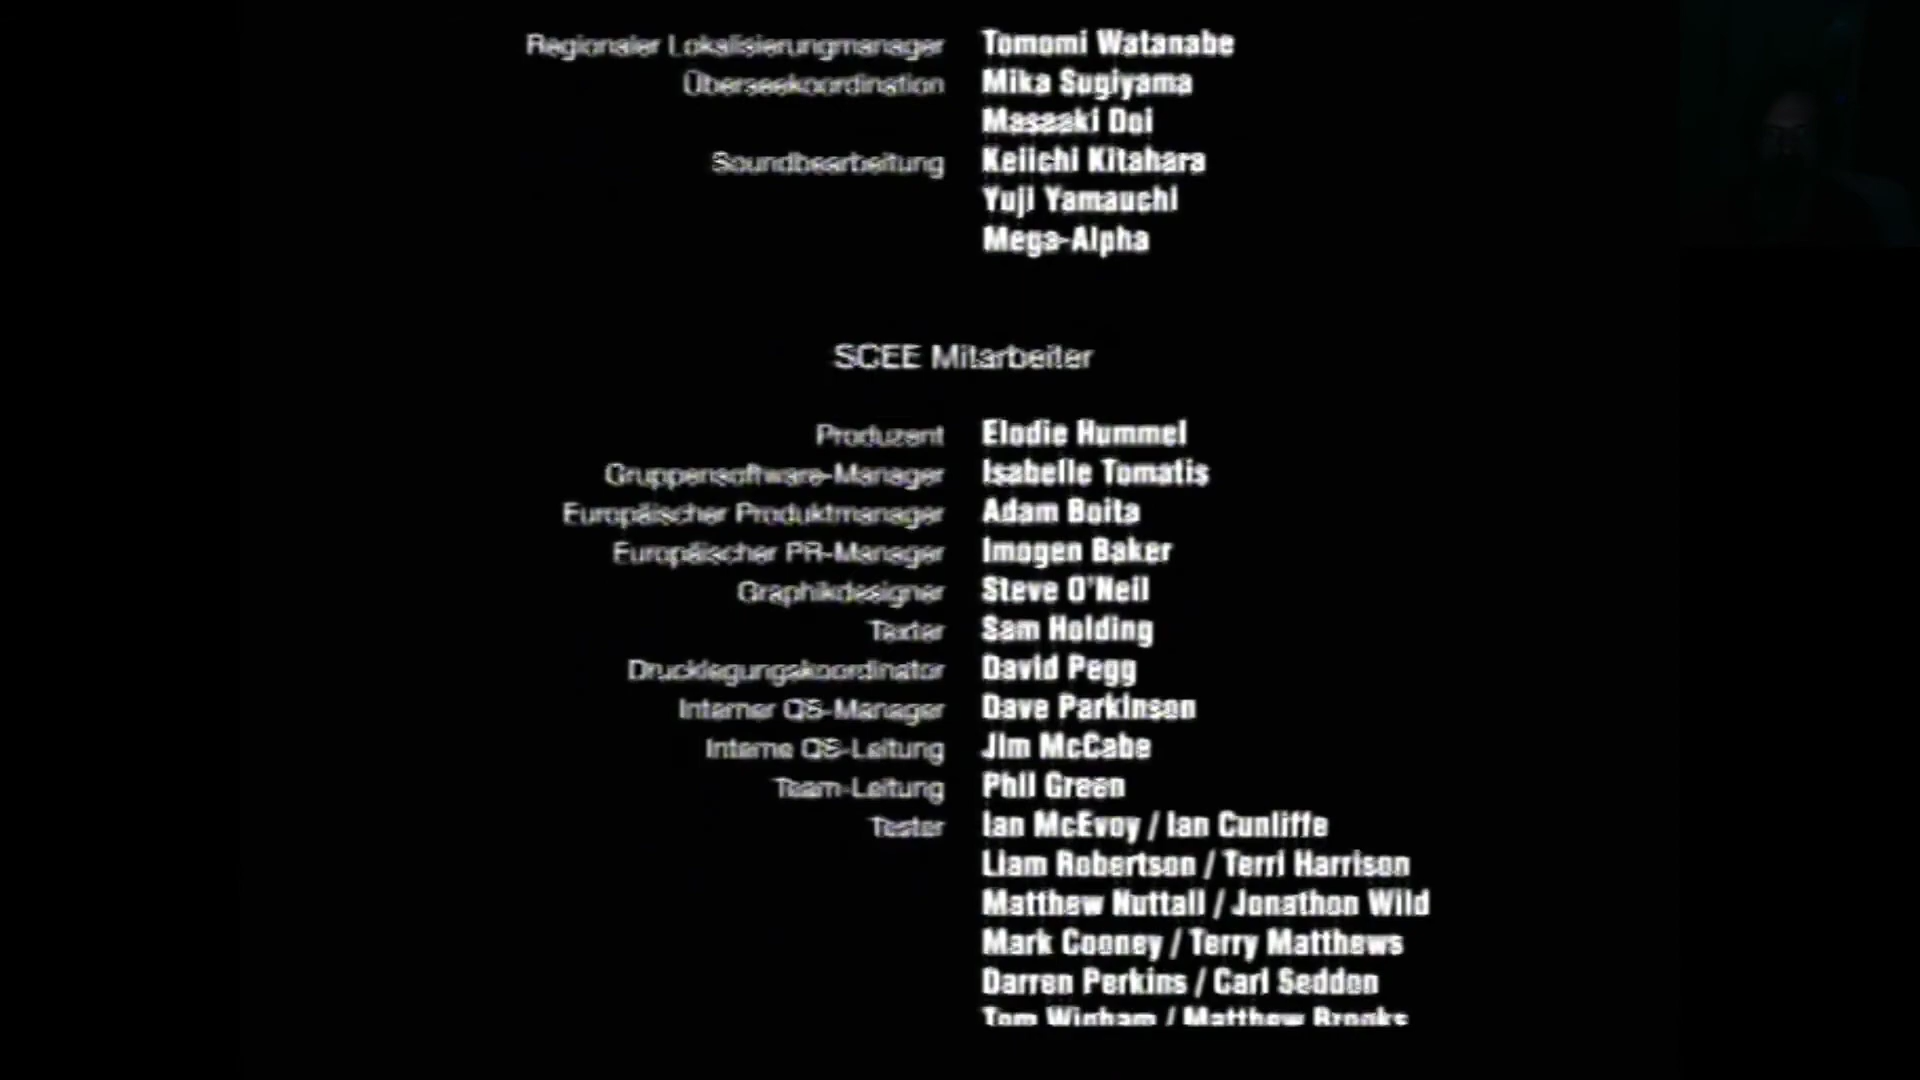 Regionaler Lokalisierungmanager Tomomi Watanabe
Überseekoordination Mika Sugiyama
Masaaki Doi
Soundbearbeitung Keiichi Kitahara
Yuji Yamauchi
Mega-Alpha
SCEE Mitarbeiter
Produzent Elodie Hummel
Gruppensoftware-Manager Isabelle Tomatis
Europäischer Produktmanager Adam Boita
Europäischer PR-Manager Imogen Baker
Graphikdesigner Steve O'Neil
Texter Sam Holding
Drucklegungskoordinator David Pegg
Interner QS-Manager Dave Parkinson
Interne QS-Leitung Jim McCabe
Team-Leitung Phil Green
Tester Ian McEvoy / Ian Cunliffe
Liam Robertson / Terri Harrison
Matthew Nuttall / Jonathon Wild
Mark Cooney / Terry Matthews
Darren Perkins / Carl Seddon
Tom Wigham / Matthew Brooks